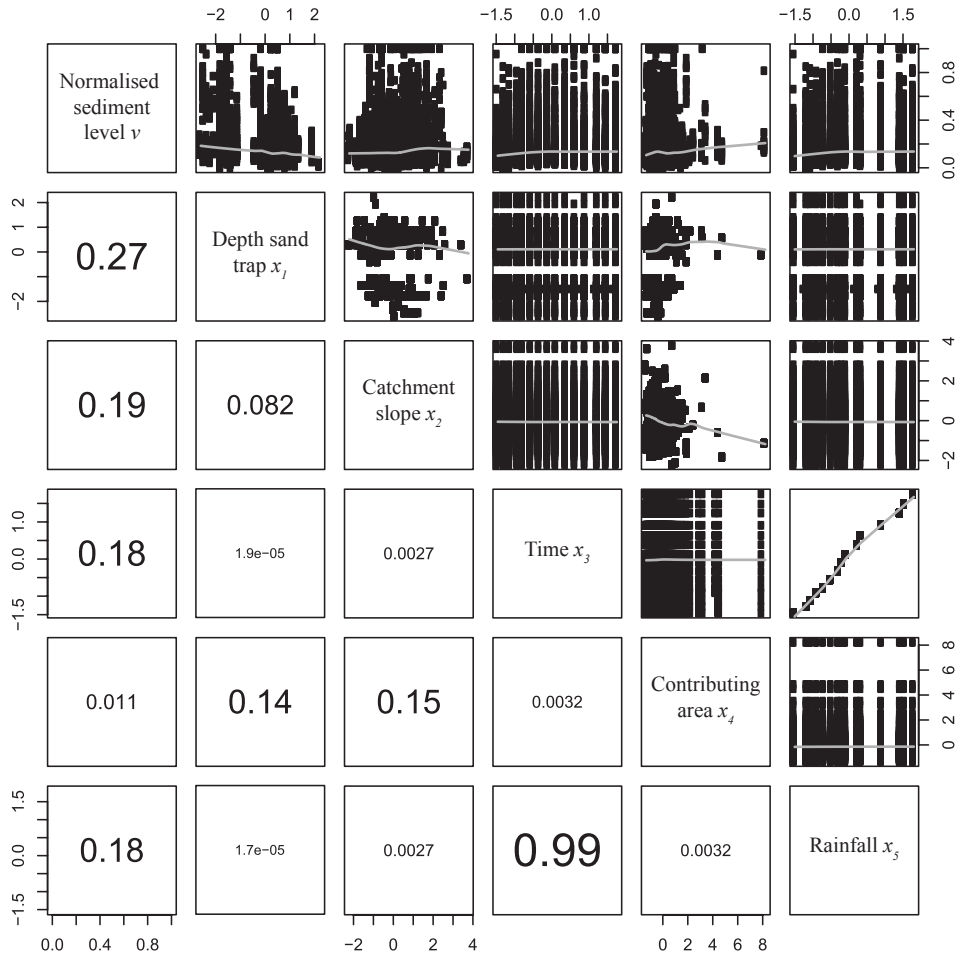 −2 0 2 −1.5 0.0 1.0 −1.5 0.0 1.5
Normalised
sediment
level v
0.0 0.4 0.8
−2 0 1 2
0.27
Depth sand
trap x1
0.19
0.082
Catchment
slope x2
−2 0 2 4
−1.5 0.0 1.0
0.18
1.9e−05
0.0027
Time x3
0.011
0.14
0.15
0.0032
Contributing
area x4
0 2 4 6 8
−1.5 0.0 1.5
0.18
1.7e−05
0.0027
0.99
0.0032
Rainfall x5
0.0 0.4 0.8 −2 0 2 4 0 2 4 6 8